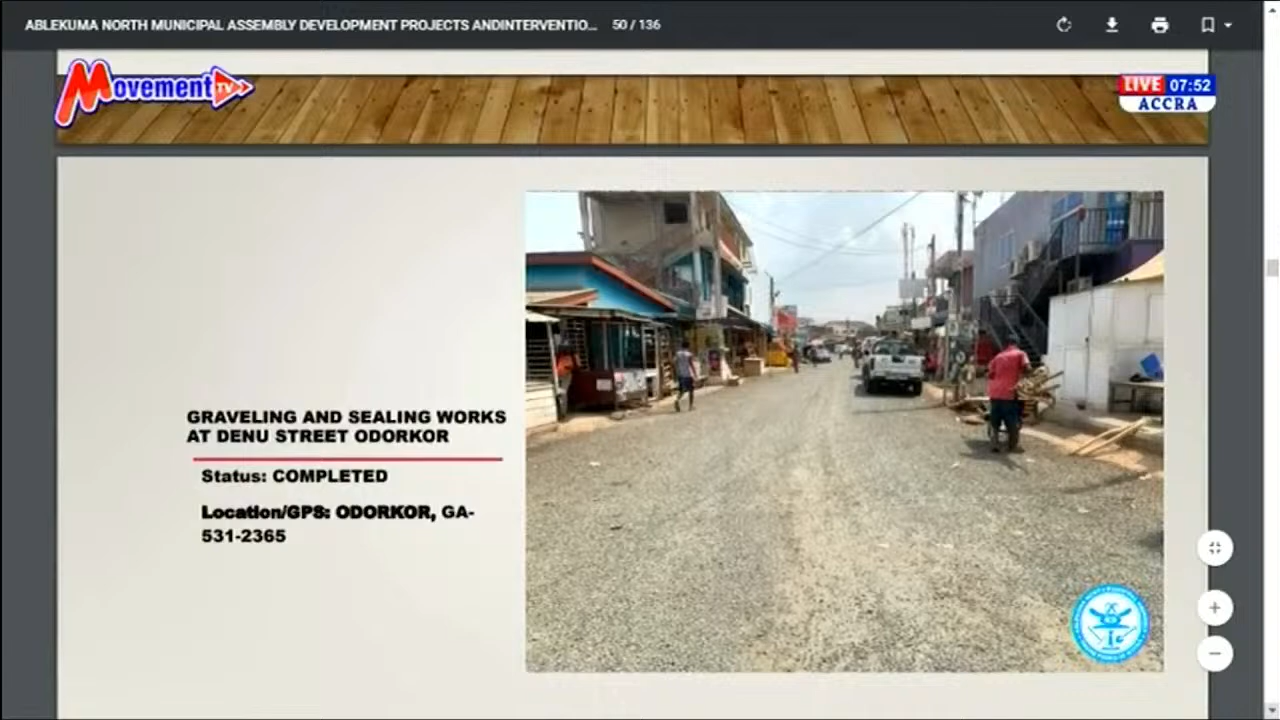 ABLEKUMA NORTH MUNICIPAL ASSEMBLY DEVELOPMENT PROJECTS ANDINTERVENTIO... 50 / 136
Movement TV
LIVE 07:52
ACCRA
GRAVELING AND SEALING WORKS
AT DENU STREET ODORKOR
Status: COMPLETED
Location/GPS: ODORKOR, GA-
531-2365